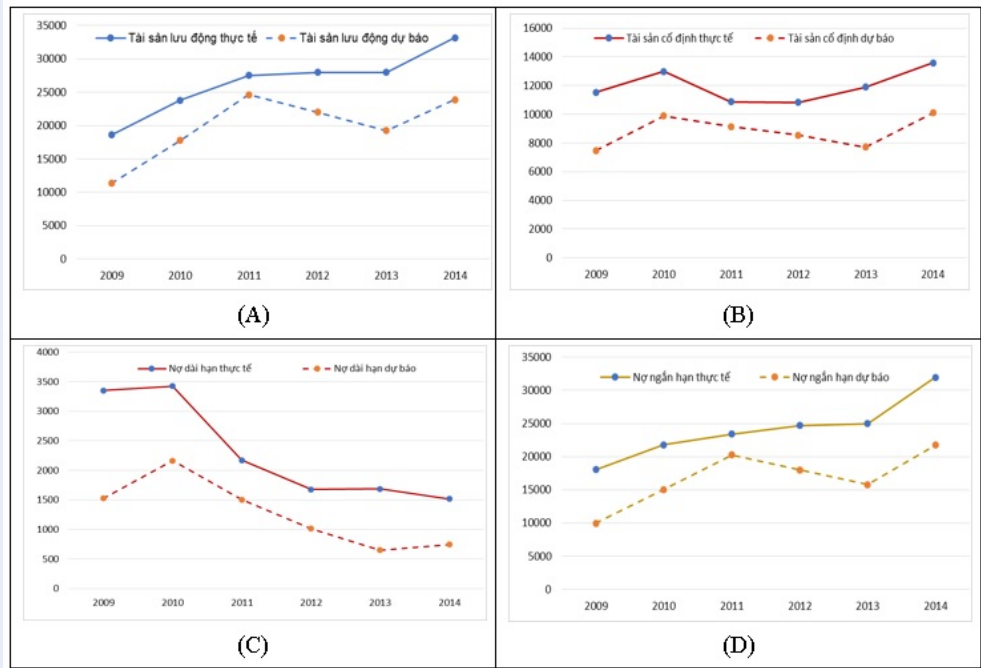 35000
Tài sản lưu động thực tế Tài sản lưu động dự báo
30000
25000
20000
15000
10000
5000
0
2009 2010 2011 2012 2013 2014
(A)
16000
Tài sản cố định thực tế Tài sản cố định dự báo
14000
12000
10000
8000
6000
4000
2000
0
2009 2010 2011 2012 2013 2014
(B)
4000
Nợ dài hạn thực tế Nợ dài hạn dự báo
3500
3000
2500
2000
1500
1000
500
0
2009 2010 2011 2012 2013 2014
(C)
35000
Nợ ngắn hạn thực tế Nợ ngắn hạn dự báo
30000
25000
20000
15000
10000
5000
0
2009 2010 2011 2012 2013 2014
(D)